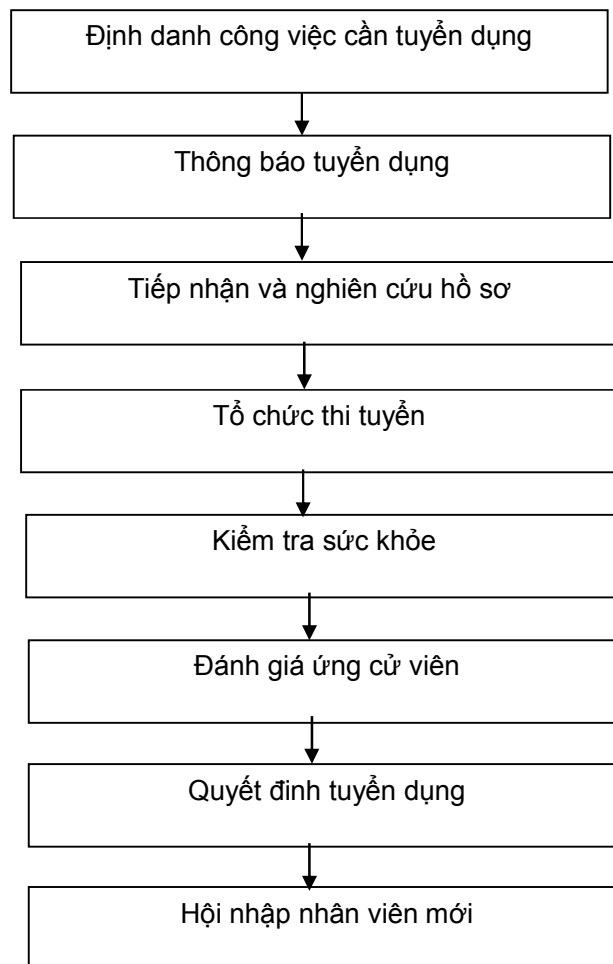 Định danh công việc cần tuyển dụng
Thông báo tuyển dụng
Tiếp nhận và nghiên cứu hồ sơ
Tổ chức thi tuyển
Kiểm tra sức khỏe
Đánh giá ứng cử viên
Quyết đinh tuyển dụng
Hội nhập nhân viên mới